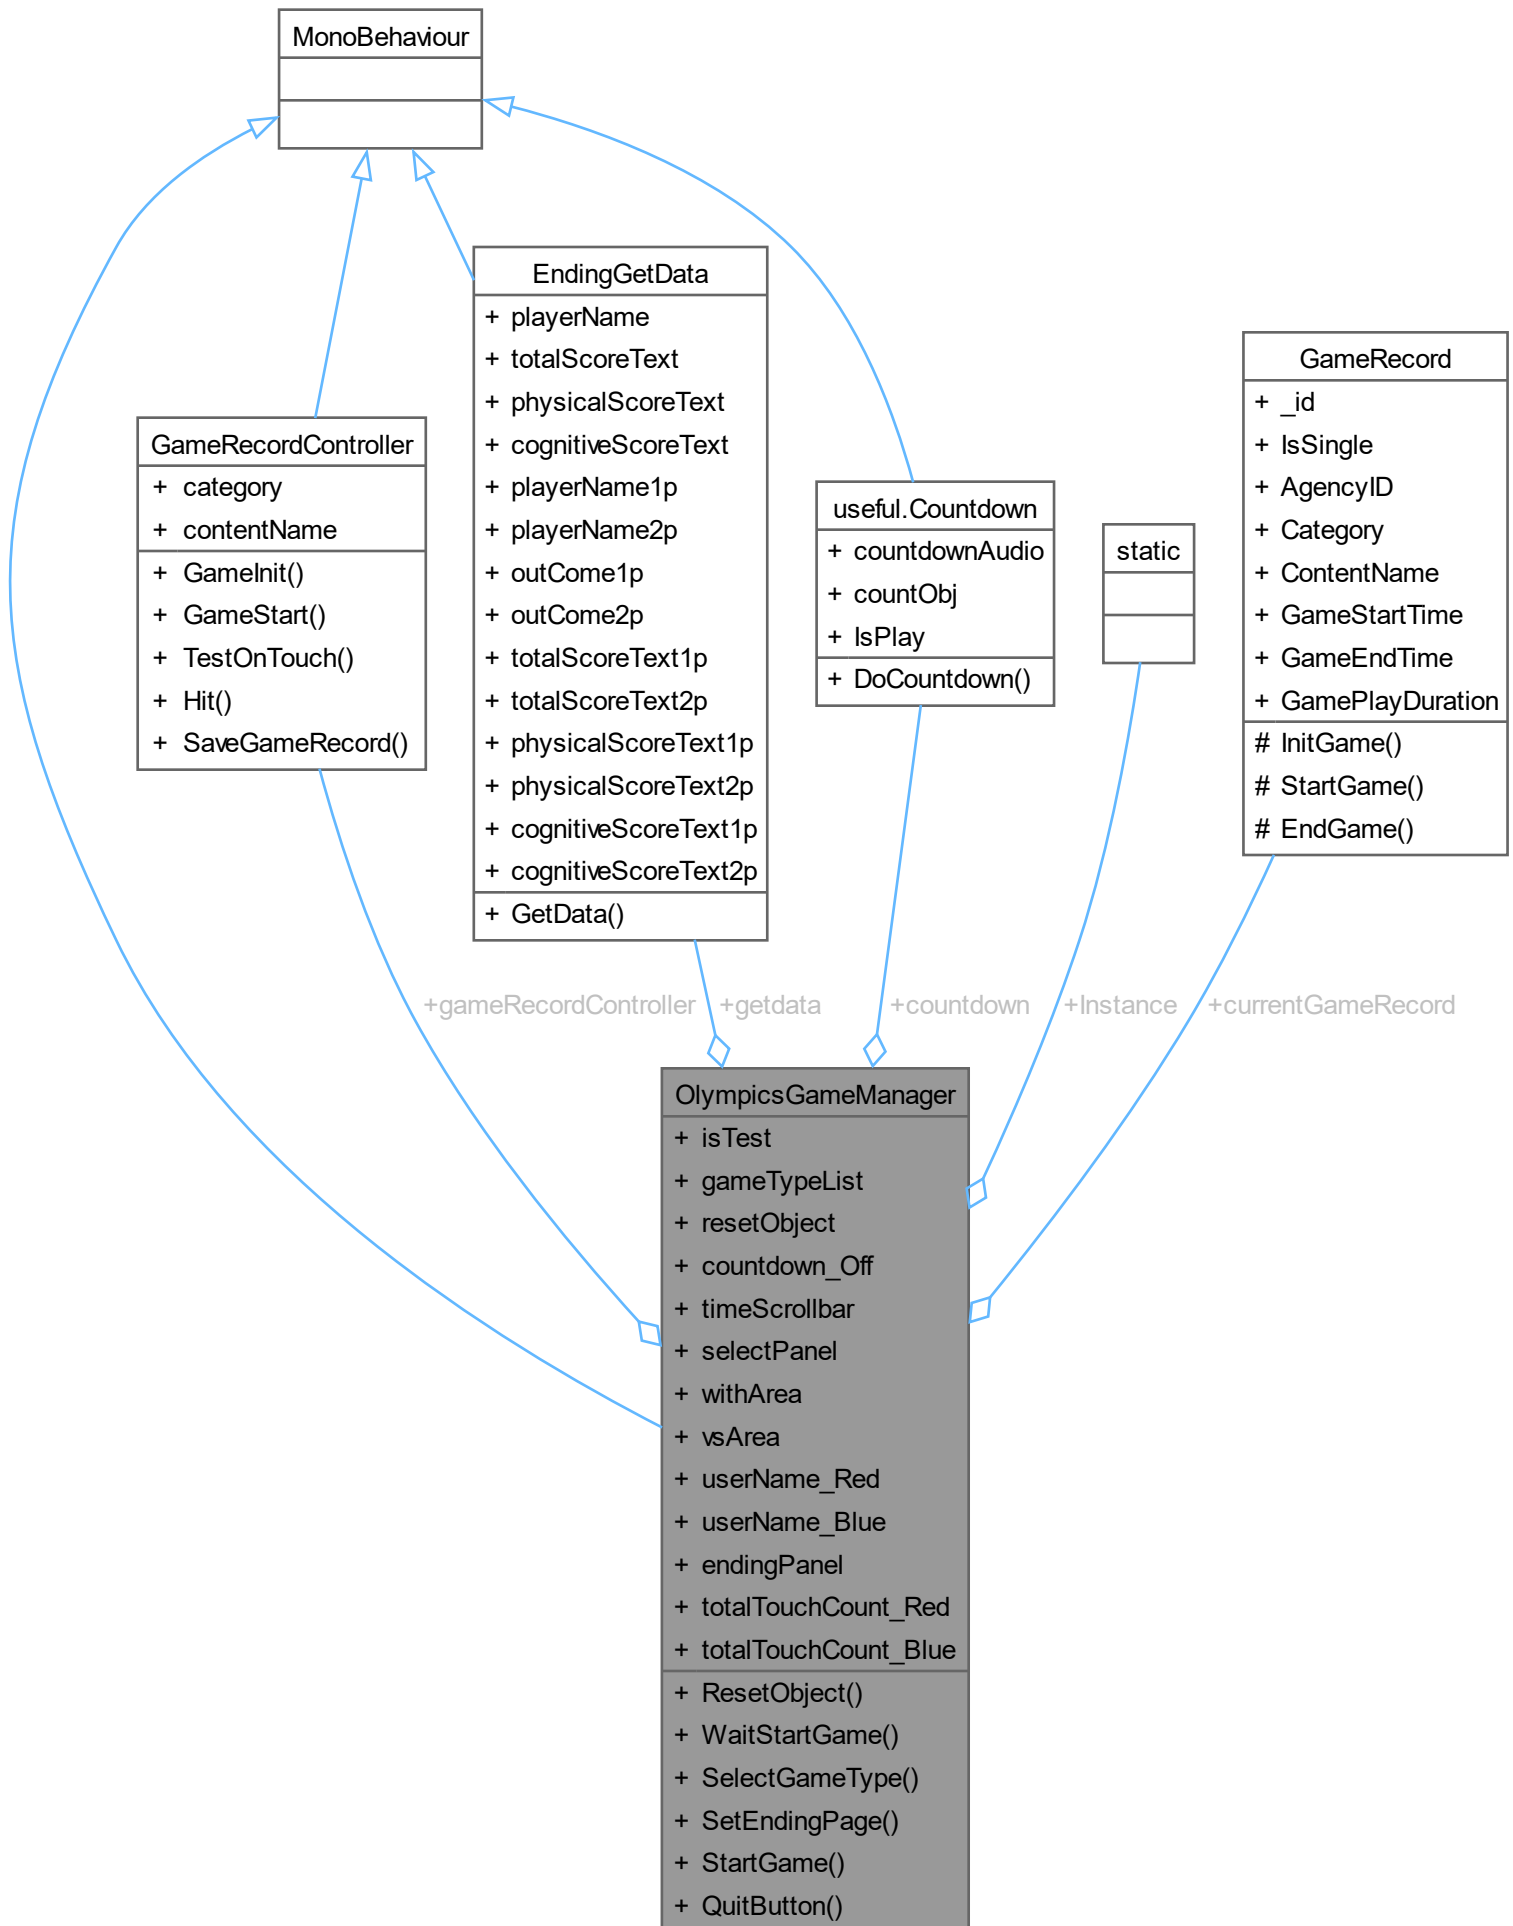 MonoBehaviour
EndingGetData
+ playerName
+ totalScoreText
+ physicalScoreText
+ cognitiveScoreText
+ playerName1p
+ playerName2p
+ outCome1p
+ outCome2p
+ totalScoreText1p
+ totalScoreText2p
+ physicalScoreText1p
+ physicalScoreText2p
+ cognitiveScoreText1p
+ cognitiveScoreText2p
+ GetData()
GameRecordController
+ category
+ contentName
+ GameInit()
+ GameStart()
+ TestOnTouch()
+ Hit()
+ SaveGameRecord()
useful.Countdown
+ countdownAudio
+ countObj
+ IsPlay
+ DoCountdown()
static
GameRecord
+ _id
+ IsSingle
+ AgencyID
+ Category
+ ContentName
+ GameStartTime
+ GameEndTime
+ GamePlayDuration
# InitGame()
# StartGame()
# EndGame()
+gameRecordController
+getdata
+countdown
+Instance
+currentGameRecord
OlympicsGameManager
+ isTest
+ gameTypeList
+ resetObject
+ countdown_Off
+ timeScrollbar
+ selectPanel
+ withArea
+ vsArea
+ userName_Red
+ userName_Blue
+ endingPanel
+ totalTouchCount_Red
+ totalTouchCount_Blue
+ ResetObject()
+ WaitStartGame()
+ SelectGameType()
+ SetEndingPage()
+ StartGame()
+ QuitButton()